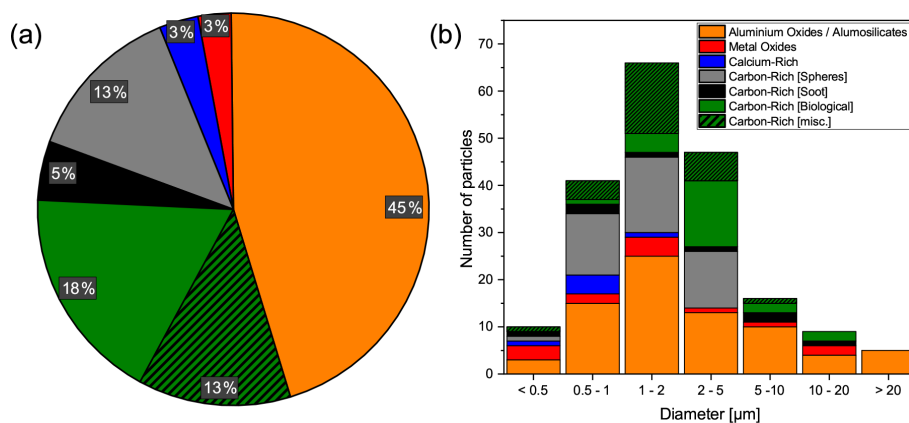 (a)
3%
3%
13%
5%
45%
18%
13%
(b)
70
60
50
40
30
20
10
0
Number of particles
Aluminium Oxides / Alumosilicates
Metal Oxides
Calcium-Rich
Carbon-Rich [Spheres]
Carbon-Rich [Soot]
Carbon-Rich [Biological]
Carbon-Rich [misc.]
< 0.5 0.5 - 1 1 - 2 2 - 5 5-10 10 - 20 > 20
Diameter [µm]